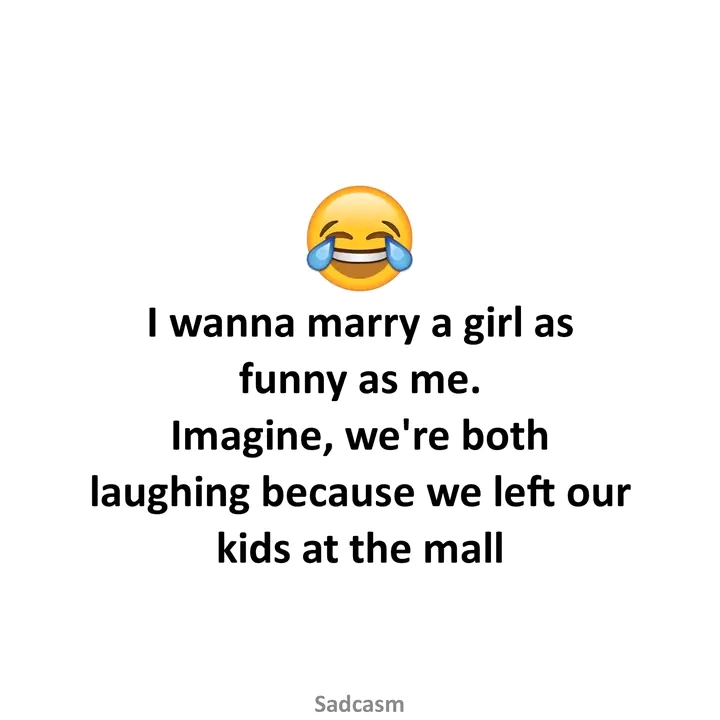 I wanna marry a girl as
funny as me.
Imagine, we're both
laughing because we left our
kids at the mall
Sadcasm